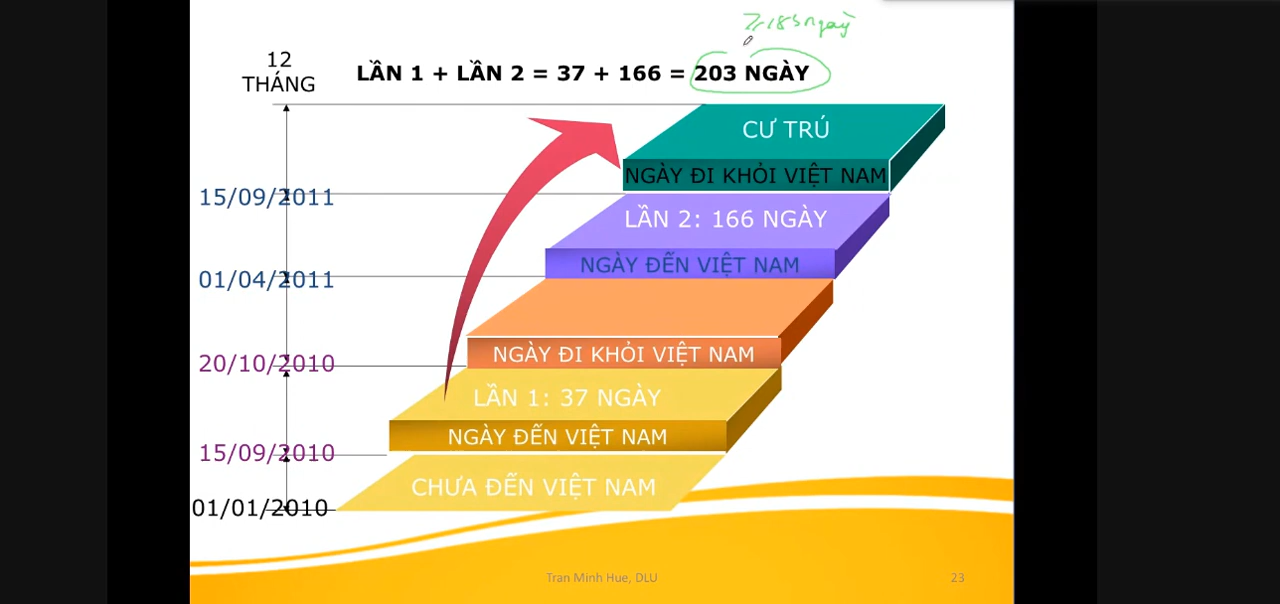 ≥ 183 ngày
12
THÁNG
LẦN 1 + LẦN 2 = 37 + 166 = 203 NGÀY
CƯ TRÚ
NGÀY ĐI KHỎI VIỆT NAM
15/09/2011
LẦN 2: 166 NGÀY
NGÀY ĐẾN VIỆT NAM
01/04/2011
NGÀY ĐI KHỎI VIỆT NAM
20/10/2010
LẦN 1: 37 NGÀY
NGÀY ĐẾN VIỆT NAM
15/09/2010
CHƯA ĐẾN VIỆT NAM
01/01/2010
Tran Minh Hue, DLU
23